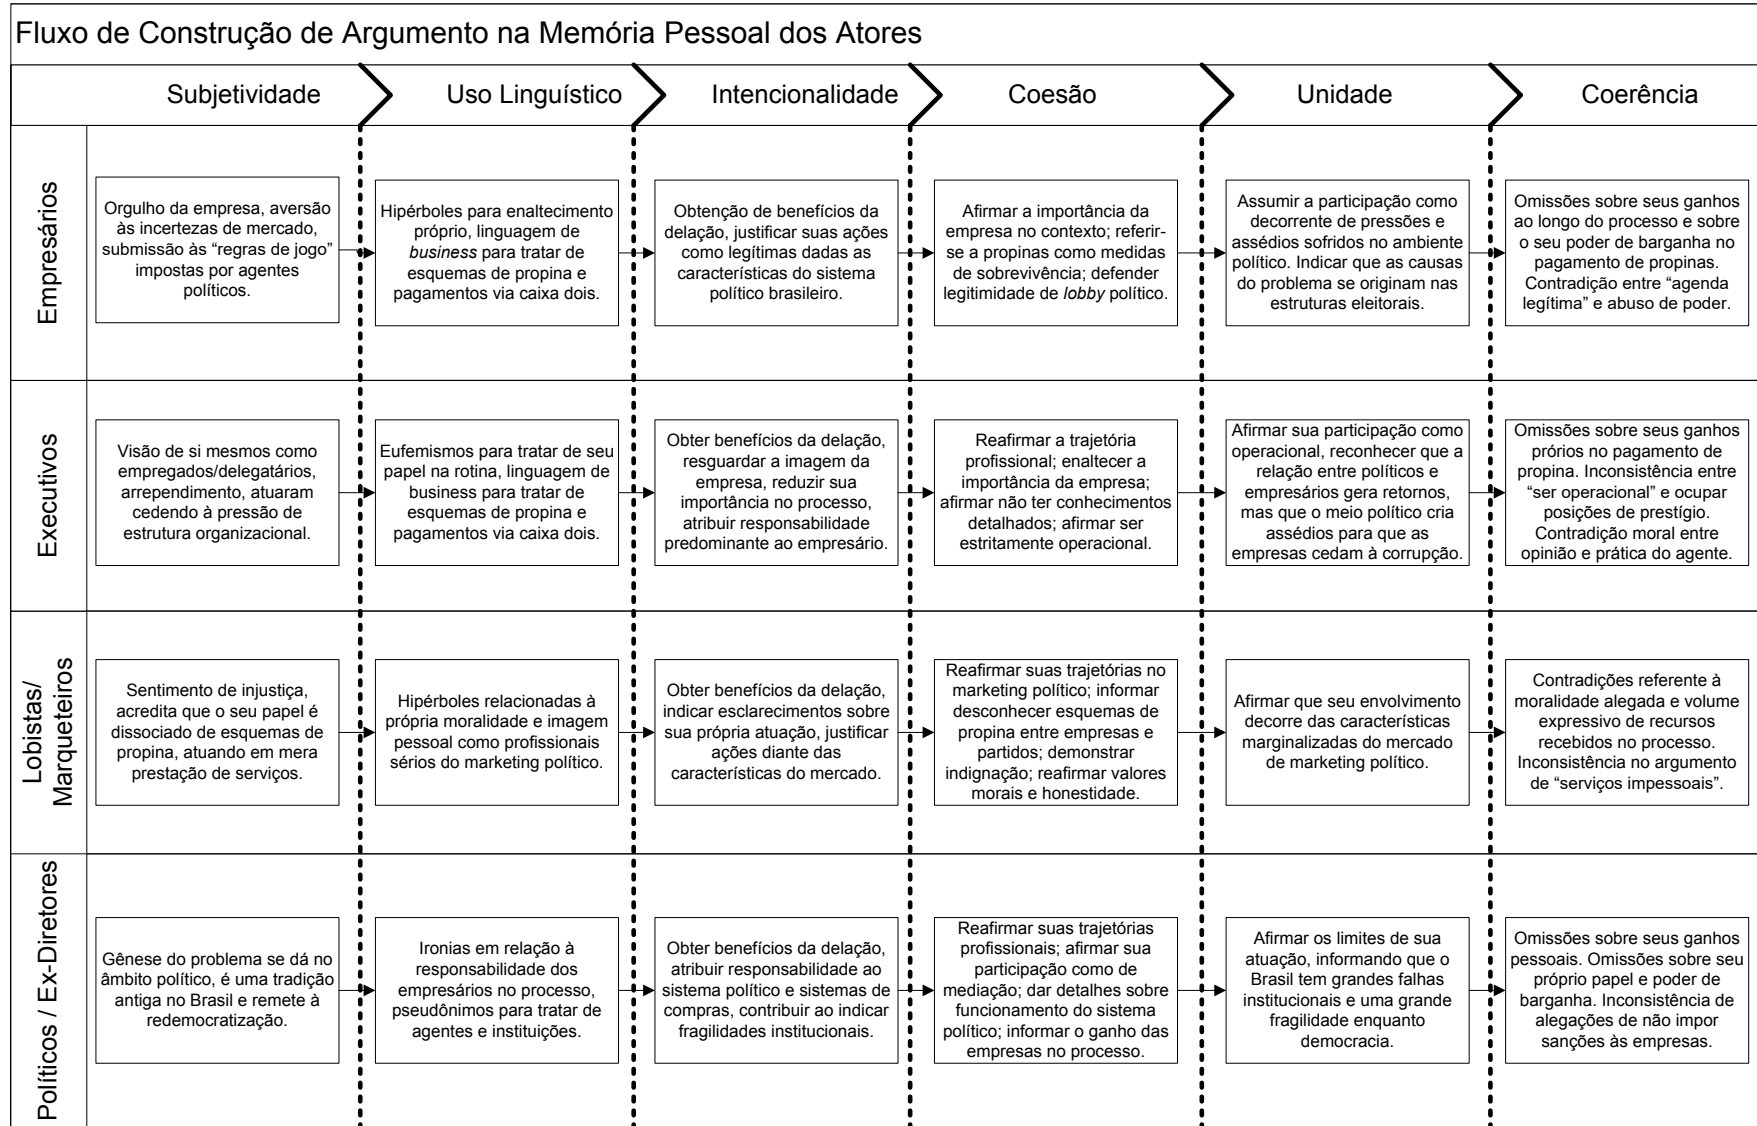 Fluxo de Construção de Argumento na Memória Pessoal dos Atores
Subjetividade
Uso Linguístico
Intencionalidade
Coesão
Unidade
Coerência
Empresários
Orgulho da empresa, aversão
às incertezas de mercado,
submissão às “regras de jogo”
impostas por agentes
políticos.
Hipérboles para enaltecimento
próprio, linguagem de
business para tratar de
esquemas de propina e
pagamentos via caixa dois.
Obtenção de benefícios da
delação, justificar suas ações
como legítimas dadas as
características do sistema
político brasileiro.
Afirmar a importância da
empresa no contexto; referir-
se a propinas como medidas
de sobrevivência; defender
legitimidade de lobby político.
Assumir a participação como
decorrente de pressões e
assédios sofridos no ambiente
político. Indicar que as causas
do problema se originam nas
estruturas eleitorais.
Omissões sobre seus ganhos
ao longo do processo e sobre
o seu poder de barganha no
pagamento de propinas.
Contradição entre “agenda
legítima” e abuso de poder.
Executivos
Visão de si mesmos como
empregados/delegatários,
arrependimento, atuaram
cedendo à pressão de
estrutura organizacional.
Eufemismos para tratar de seu
papel na rotina, linguagem de
business para tratar de
esquemas de propina e
pagamentos via caixa dois.
Obter benefícios da delação,
resguardar a imagem da
empresa, reduzir sua
importância no processo,
atribuir responsabilidade
predominante ao empresário.
Reafirmar a trajetória
profissional; enaltecer a
importância da empresa;
afirmar não ter conhecimentos
detalhados; afirmar ser
estritamente operacional.
Afirmar sua participação como
operacional, reconhecer que a
relação entre políticos e
empresários gera retornos,
mas que o meio político cria
assédios para que as
empresas cedam à corrupção.
Omissões sobre seus ganhos
prórios no pagamento de
propina. Inconsistência entre
“ser operacional” e ocupar
posições de prestígio.
Contradição moral entre
opinião e prática do agente.
Lobistas/
Marqueteiros
Sentimento de injustiça,
acredita que o seu papel é
dissociado de esquemas de
propina, atuando em mera
prestação de serviços.
Hipérboles relacionadas à
própria moralidade e imagem
pessoal como profissionais
sérios do marketing político.
Obter benefícios da delação,
indicar esclarecimentos sobre
sua própria atuação, justificar
ações diante das
características do mercado.
Reafirmar suas trajetórias no
marketing político; informar
desconhecer esquemas de
propina entre empresas e
partidos; demonstrar
indignação; reafirmar valores
morais e honestidade.
Afirmar que seu envolvimento
decorre das características
marginalizadas do mercado
de marketing político.
Contradições referente à
moralidade alegada e volume
expressivo de recursos
recebidos no processo.
Inconsistência no argumento
de “serviços impessoais”.
Políticos / Ex-Diretores
Gênese do problema se dá no
âmbito político, é uma tradição
antiga no Brasil e remete à
redemocratização.
Ironias em relação à
responsabilidade dos
empresários no processo,
pseudônimos para tratar de
agentes e instituições.
Obter benefícios da delação,
atribuir responsabilidade ao
sistema político e sistemas de
compras, contribuir ao indicar
fragilidades institucionais.
Reafirmar suas trajetórias
profissionais; afirmar sua
participação como de
mediação; dar detalhes sobre
funcionamento do sistema
político; informar o ganho das
empresas no processo.
Afirmar os limites de sua
atuação, informando que o
Brasil tem grandes falhas
institucionais e uma grande
fragilidade enquanto
democracia.
Omissões sobre seus ganhos
pessoais. Omissões sobre seu
próprio papel e poder de
barganha. Inconsistência de
alegações de não impor
sanções às empresas.